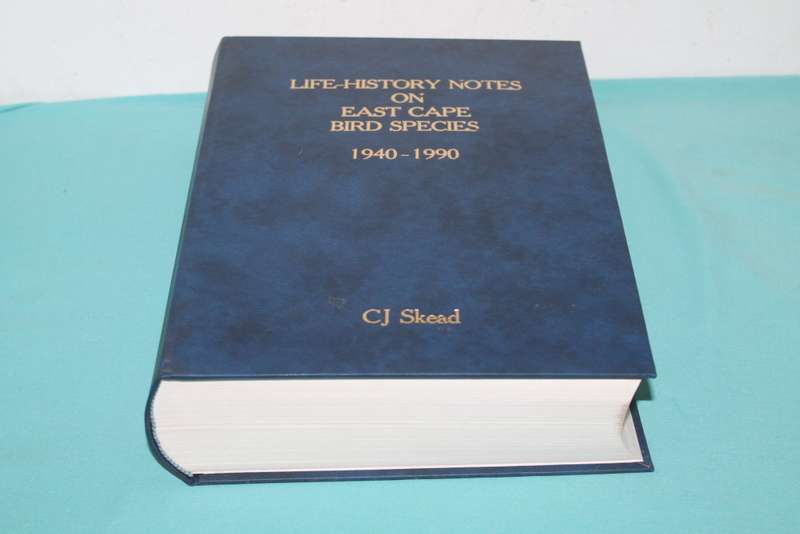 LIFE-HISTORY NOTES
ON
EAST CAPE
BIRD SPECIES
1940-1990
CJ Skead